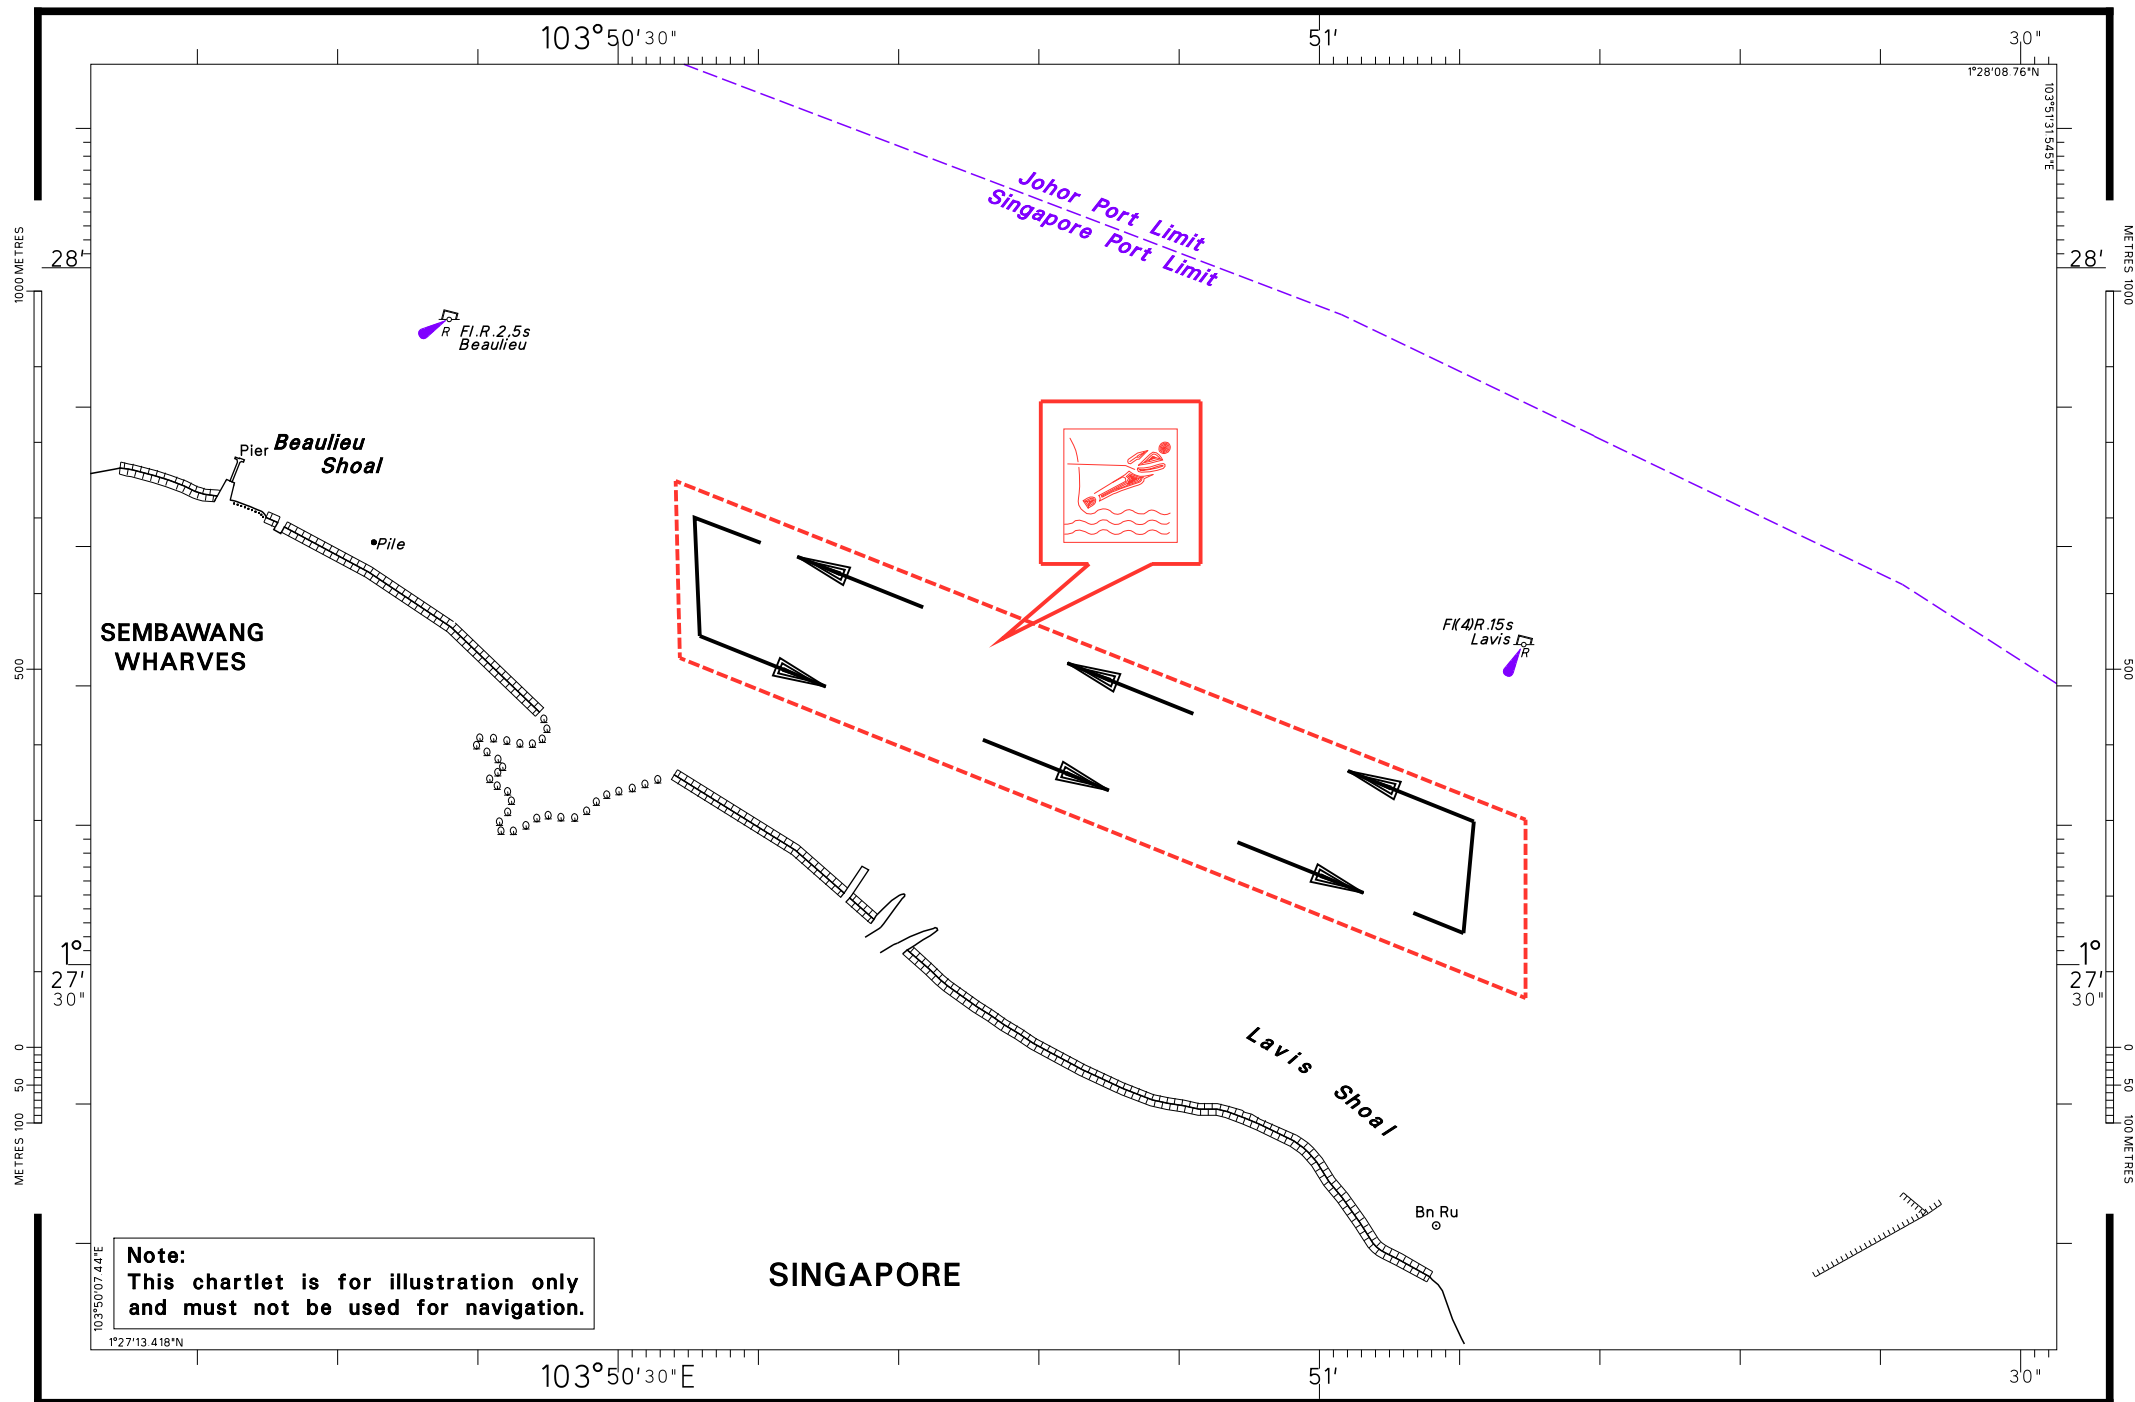 103°50'30"
51'
30"
1°28'08.76"N
103°51'31.545"E
Johor Port Limit
Singapore Port Limit
METRES
1000
28'
28'
METRES
1000
Fl.R.2.5s
R
Beaulieu
Pier
Beaulieu
Shoal
Pile
SEMBAWANG
WHARVES
Fl(4)R.15s
Lavis
R
500
500
1°
27'
30"
1°
27'
30"
0
50
100
METRES
0
50
100
METRES
Lavis Shoal
Bn Ru
SINGAPORE
Note:
This chartlet is for illustration only
and must not be used for navigation.
103°50'07.44"E
1°27'13.418"N
103°50'30"E
51'
30"